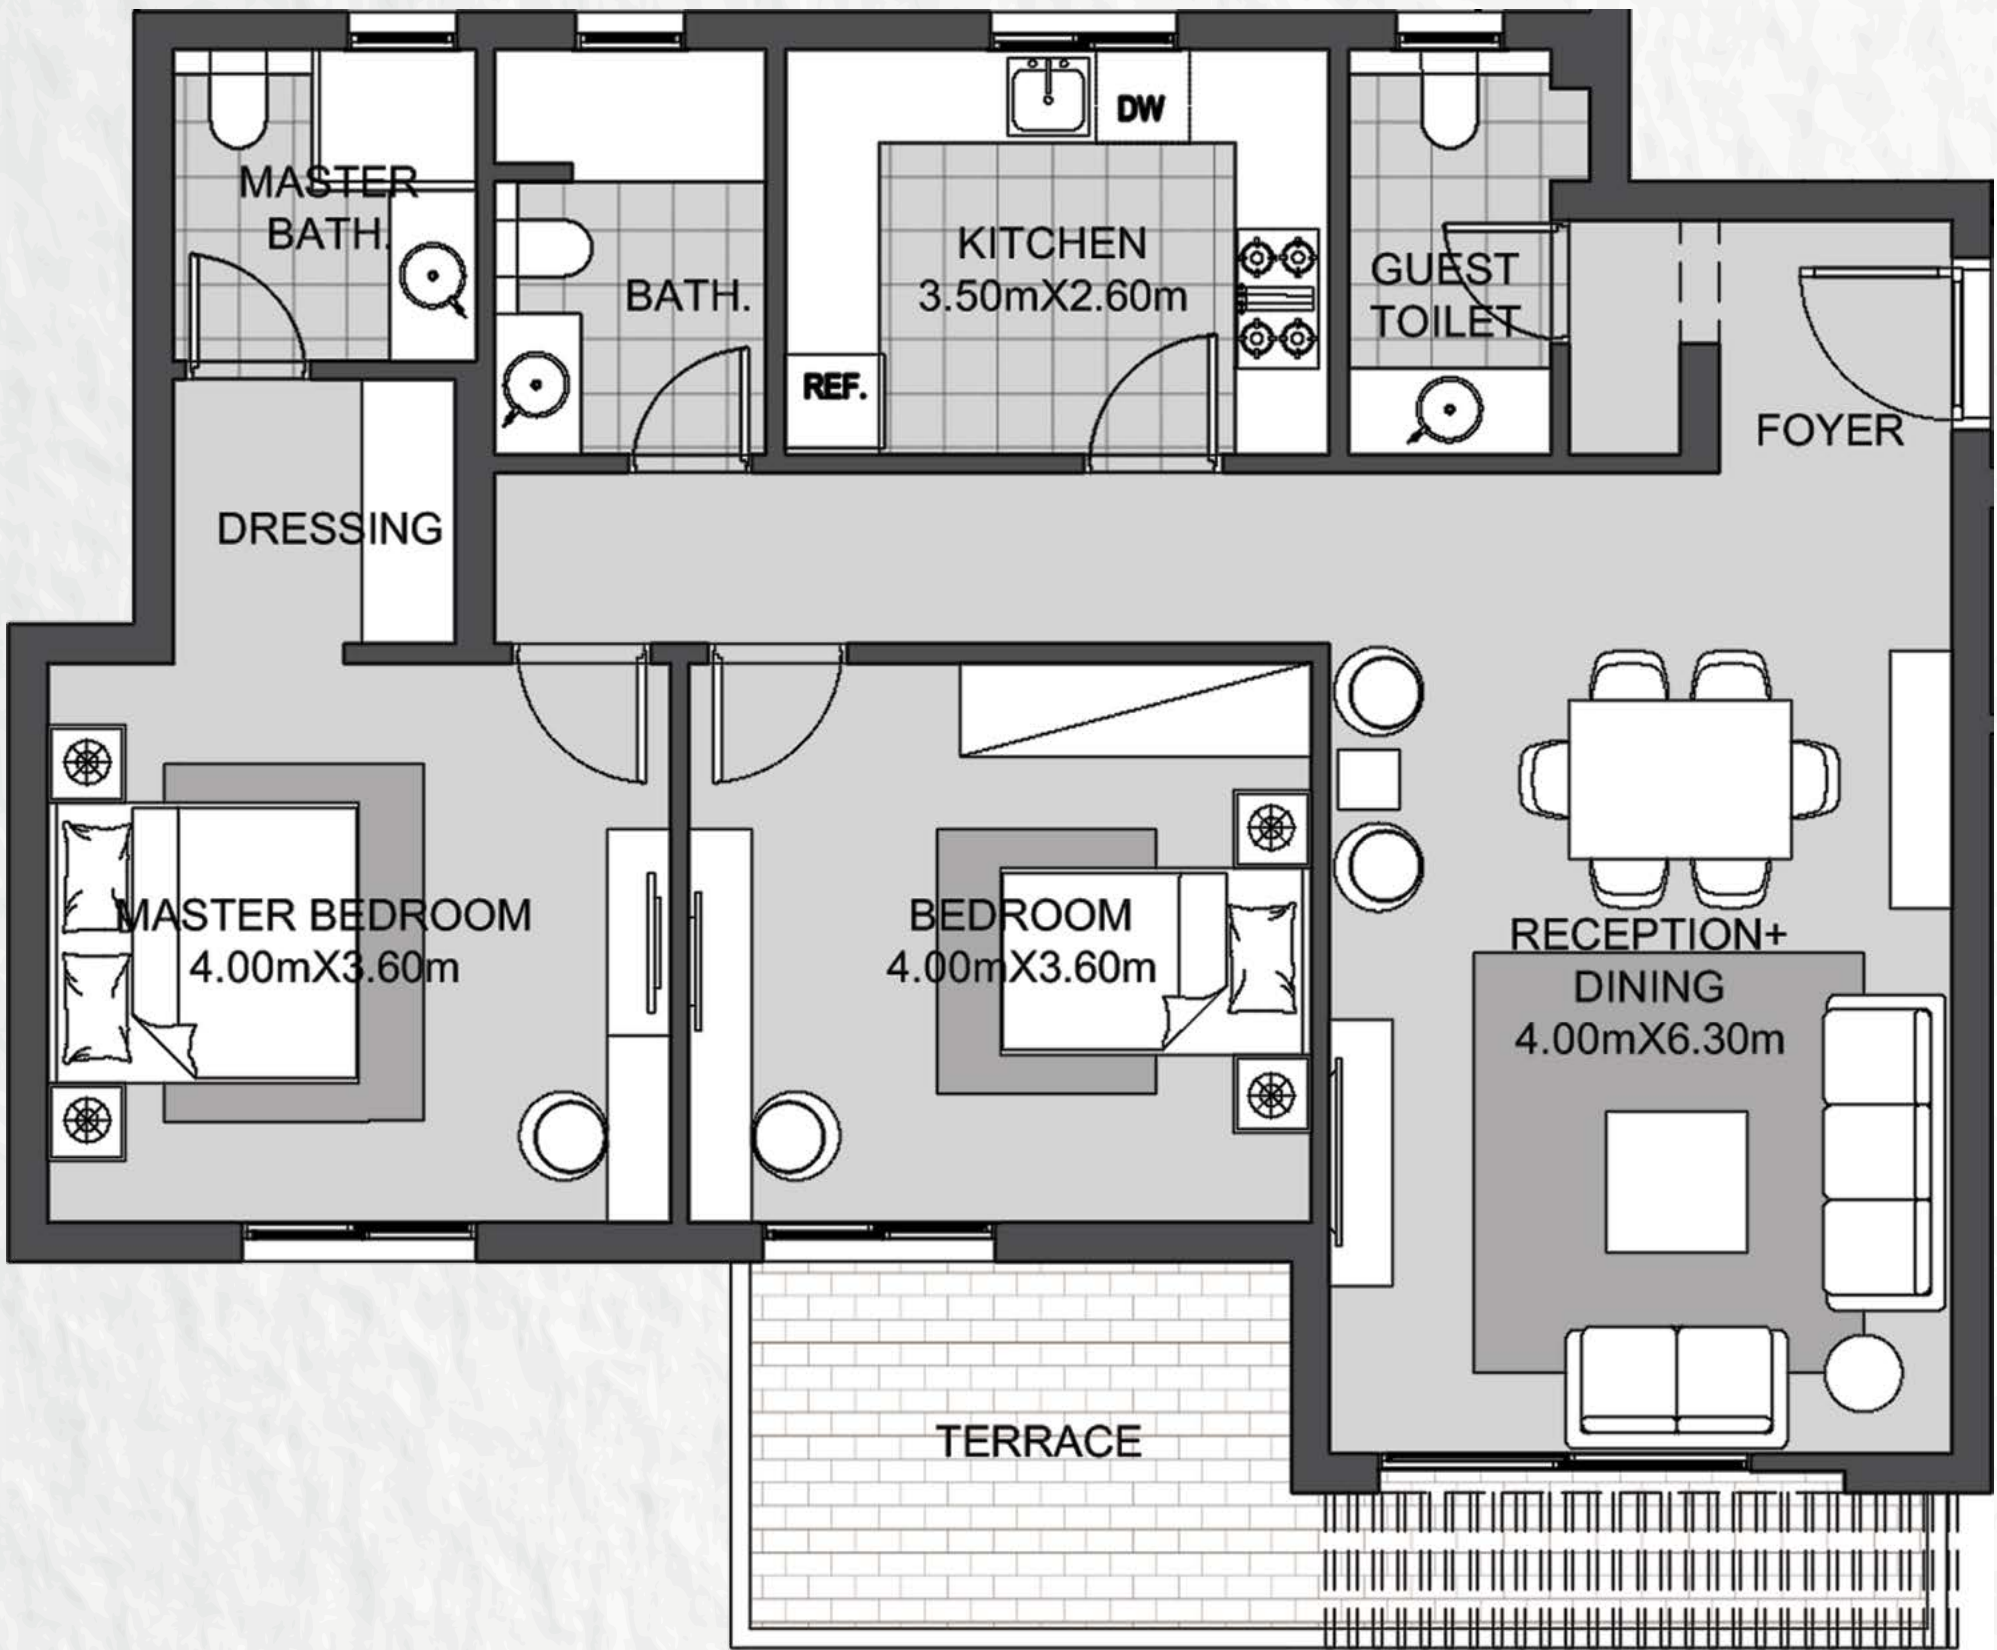 MASTER
BATH.
BATH.
DW
KITCHEN
3.50mX2.60m
REF.
GUEST
TOILET
FOYER
DRESSING
MASTER BEDROOM
4.00mX3.60m
BEDROOM
4.00mX3.60m
RECEPTION+
DINING
4.00mX6.30m
TERRACE